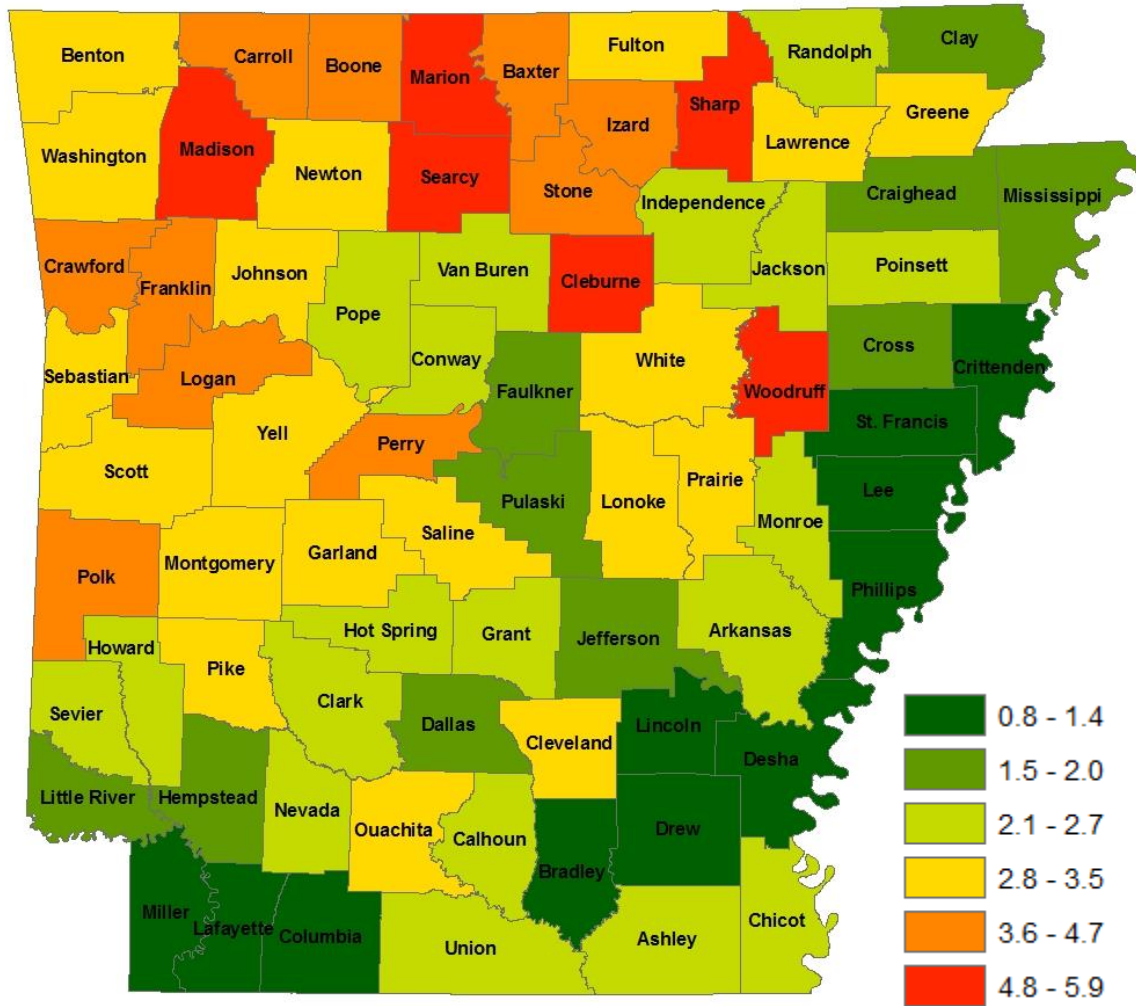 Benton
Carroll
Boone
Marion
Baxter
Fulton
Randolph
Clay
Sharp
Izard
Greene
Lawrence
Washington
Madison
Newton
Searcy
Stone
Independence
Craighead
Mississippi
Crawford
Franklin
Johnson
Van Buren
Cleburne
Jackson
Poinsett
Pope
Conway
White
Cross
Crittenden
Sebastian
Logan
Faulkner
Woodruff
St. Francis
Yell
Perry
Scott
Pulaski
Lonoke
Prairie
Lee
Saline
Monroe
Polk
Montgomery
Garland
Phillips
Howard
Hot Spring
Grant
Jefferson
Arkansas
Pike
Clark
Sevier
Dallas
Cleveland
Lincoln
Desha
Little River
Hempstead
Nevada
Ouachita
Calhoun
Drew
Bradley
Miller
Lafayette
Columbia
Union
Ashley
Chicot
0.8 - 1.4
1.5 - 2.0
2.1 - 2.7
2.8 - 3.5
3.6 - 4.7
4.8 - 5.9